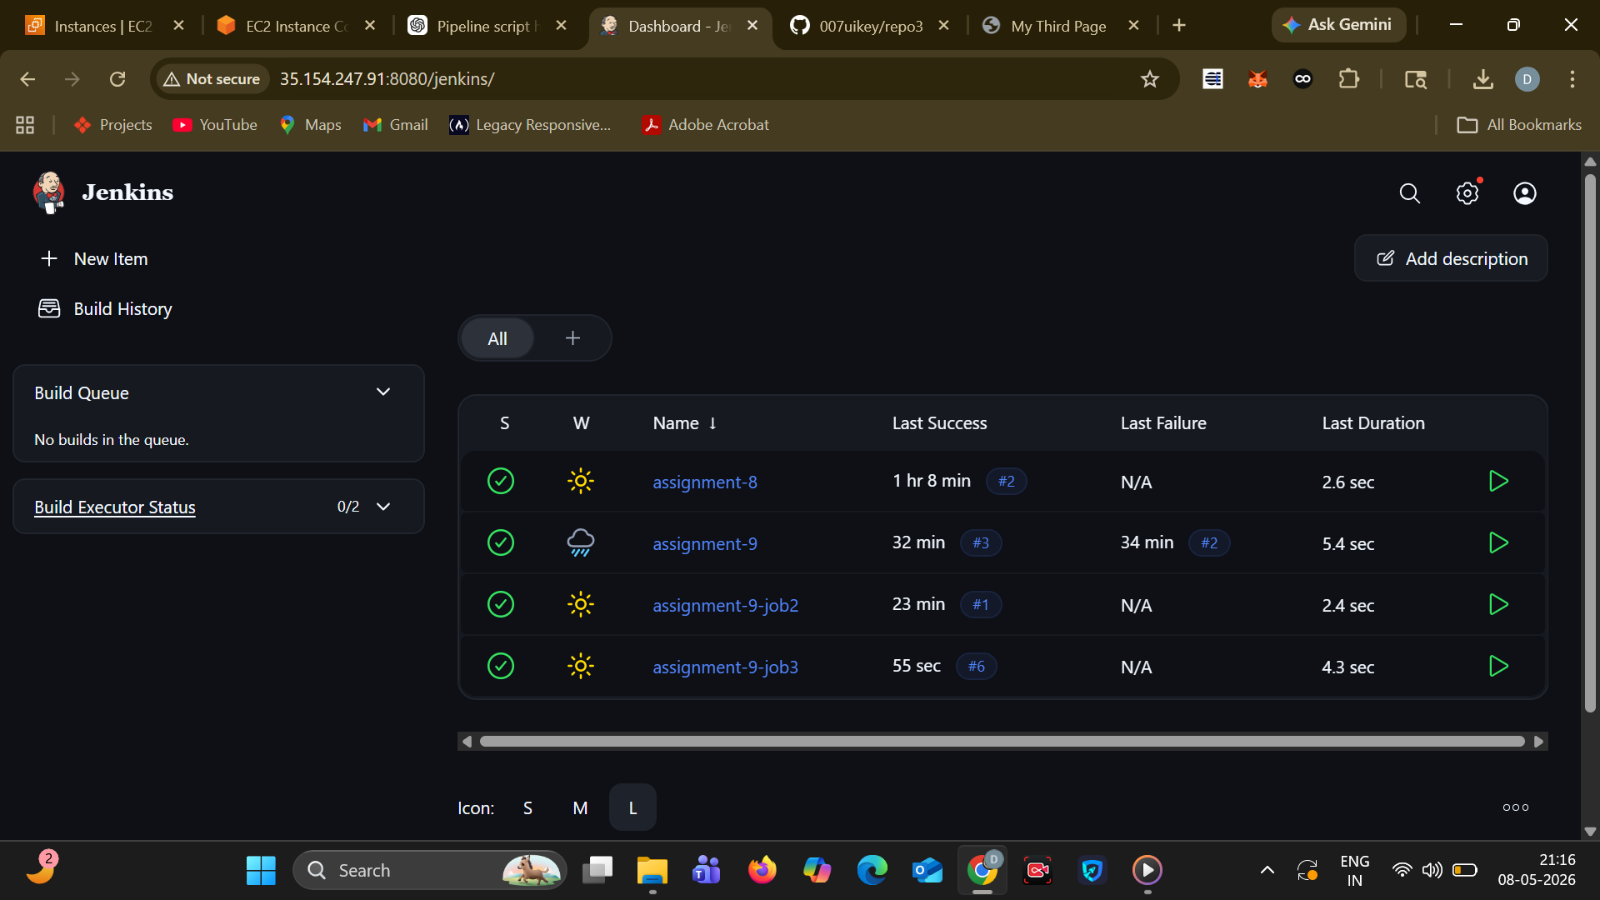 Instances | EC2
EC2 Instance Co
Pipeline script h
Dashboard - Je
007uikey/repo3
My Third Page
Ask Gemini
Not secure
35.154.247.91:8080/jenkins/
D
Projects
YouTube
Maps
Gmail
Legacy Responsive...
Adobe Acrobat
All Bookmarks
Jenkins
New Item
Add description
Build History
All
Build Queue
No builds in the queue.
Build Executor Status 0/2
S W Name ↓ Last Success Last Failure Last Duration
assignment-8 1 hr 8 min #2 N/A 2.6 sec
assignment-9 32 min #3 34 min #2 5.4 sec
assignment-9-job2 23 min #1 N/A 2.4 sec
assignment-9-job3 55 sec #6 N/A 4.3 sec
Icon: S M L
2
Search
D
ENG
IN
21:16
08-05-2026